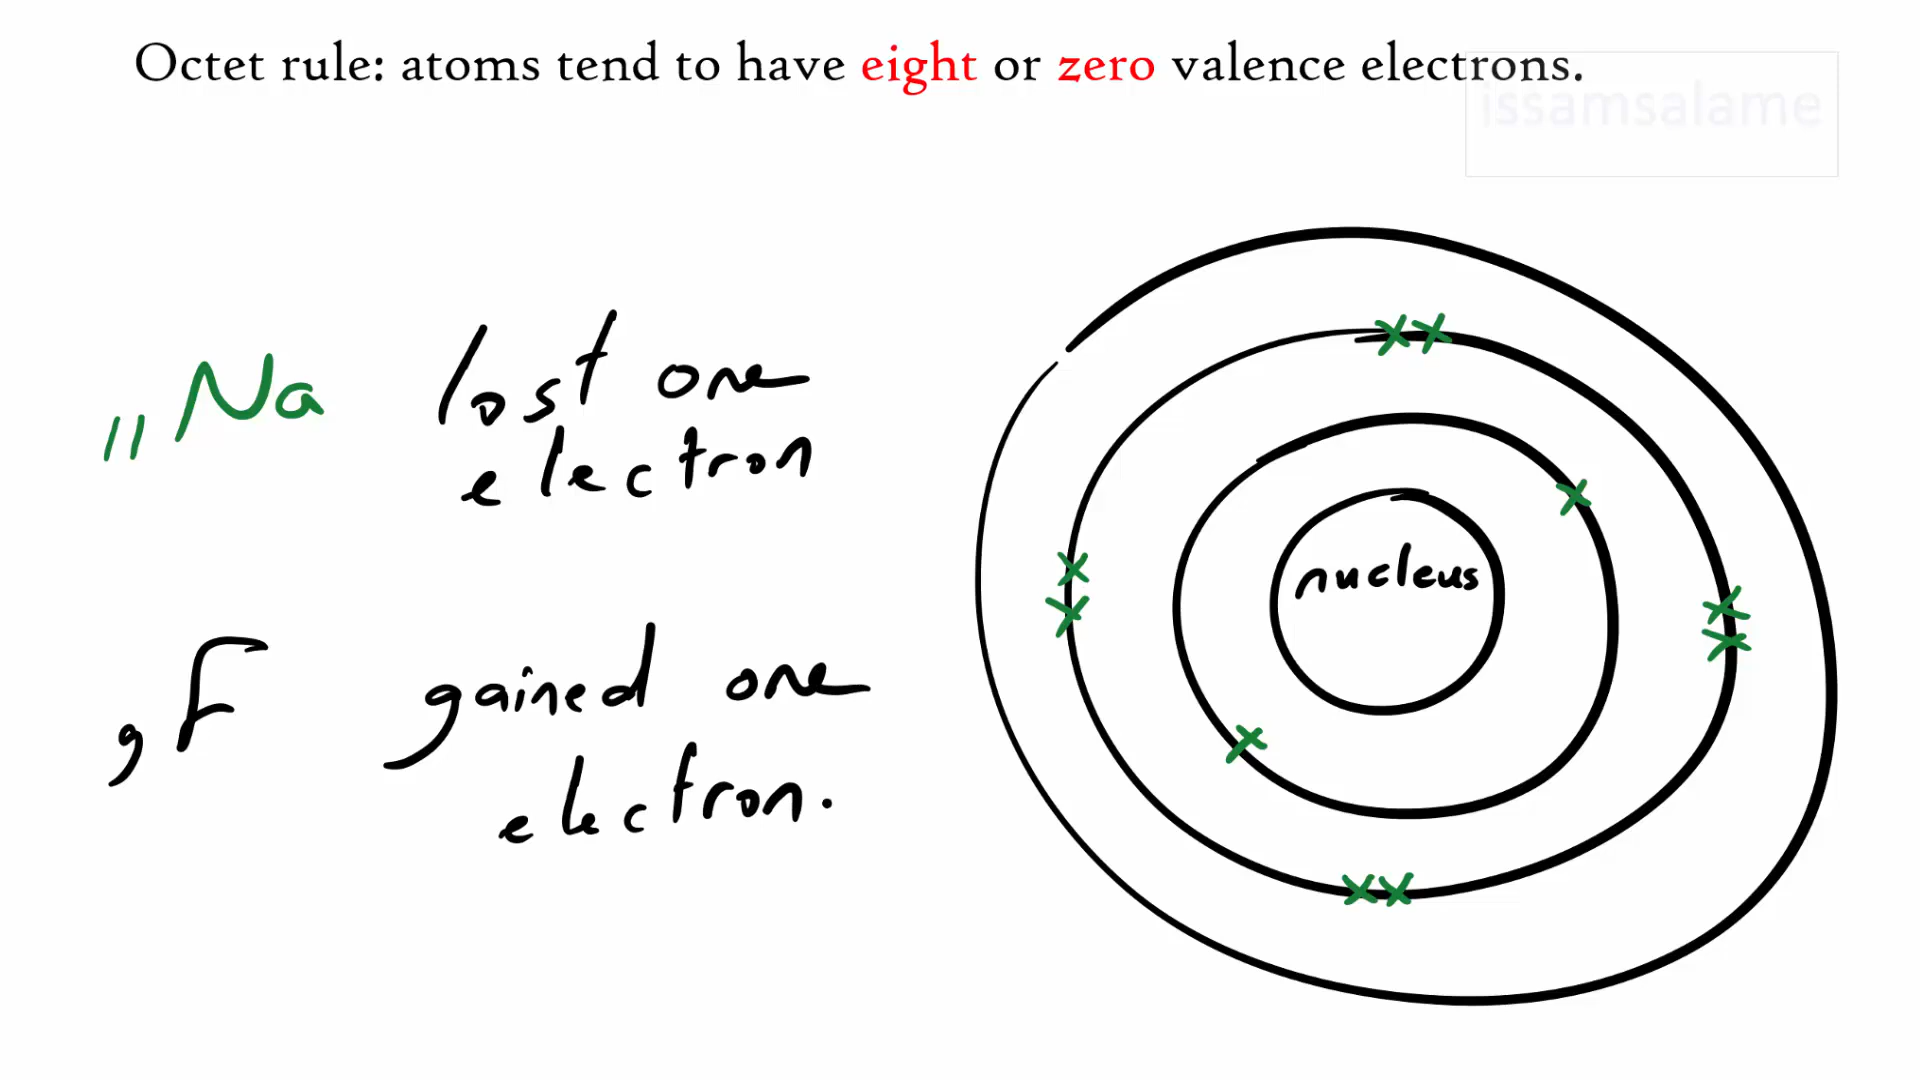 Octet rule: atoms tend to have eight or zero valence electrons.
issamsalame
11Na lost one
electron
nucleus
9F gained one
electron.